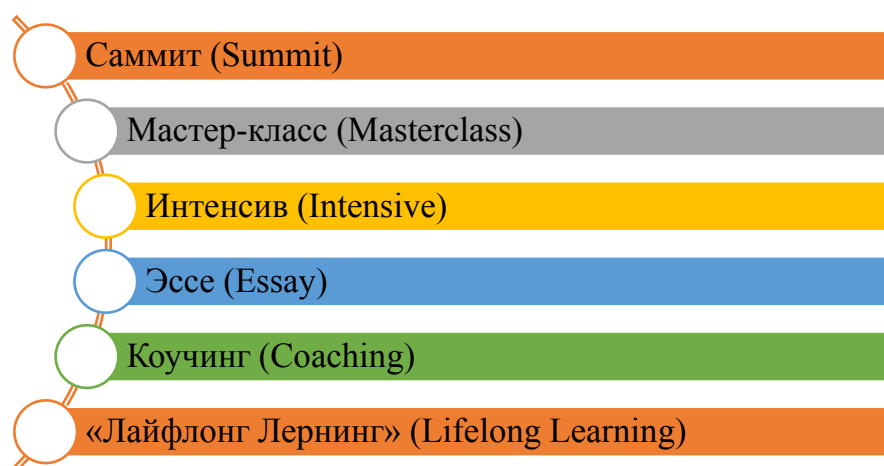 Саммит (Summit)
Мастер-класс (Masterclass)
Интенсив (Intensive)
Эссе (Essay)
Коучинг (Coaching)
«Лайфлонг Лернинг» (Lifelong Learning)